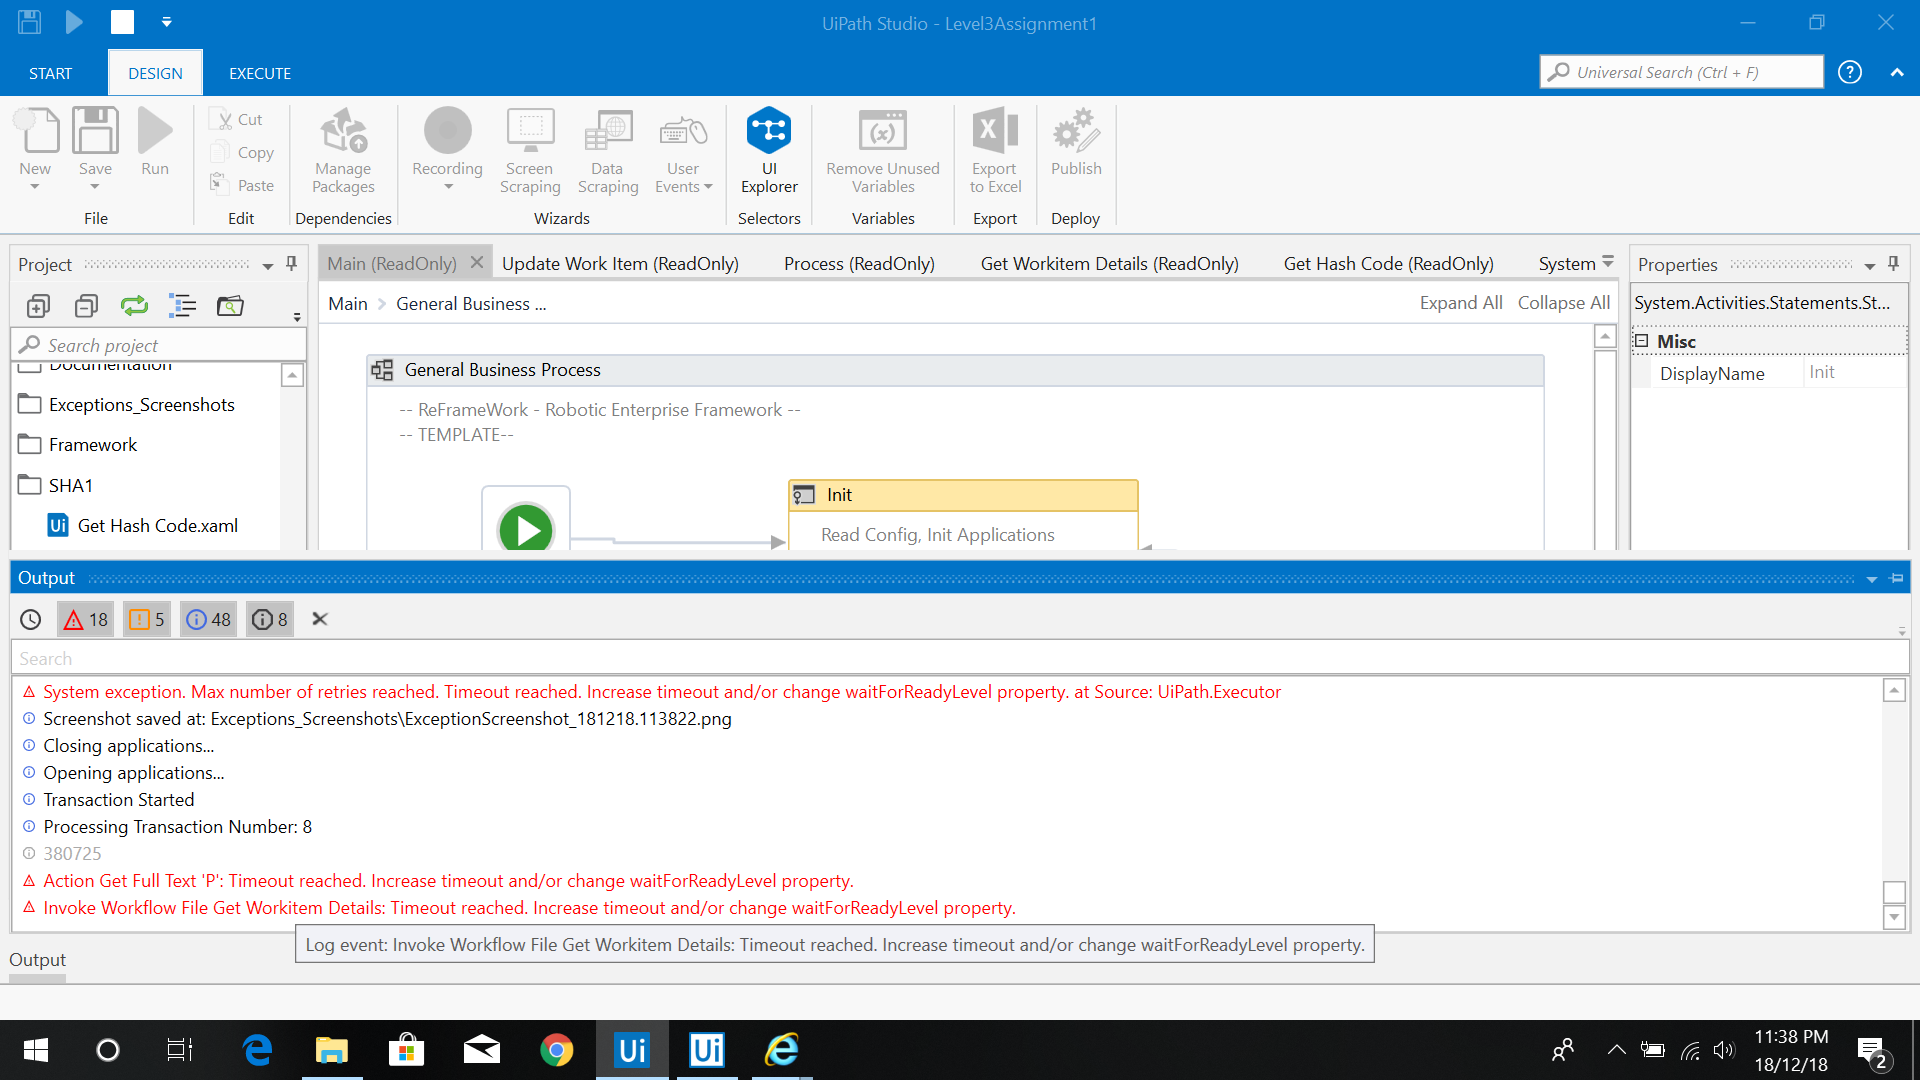 UiPath Studio - Level3Assignment1
START
DESIGN
EXECUTE
Universal Search (Ctrl + F)
New
Save
Run
File
Cut
Copy
Paste
Edit
Manage
Packages
Dependencies
Recording
Screen
Scraping
Data
Scraping
User
Events
Wizards
UI
Explorer
Selectors
Remove Unused
Variables
Variables
Export
to Excel
Export
Publish
Deploy
Project
Search project
Documentation
Exceptions_Screenshots
Framework
SHA1
Get Hash Code.xaml
Main (ReadOnly)
Update Work Item (ReadOnly)
Process (ReadOnly)
Get Workitem Details (ReadOnly)
Get Hash Code (ReadOnly)
System
Main > General Business ...
Expand All
Collapse All
General Business Process
-- ReFrameWork - Robotic Enterprise Framework --
-- TEMPLATE--
Init
Read Config, Init Applications
Properties
System.Activities.Statements.St...
Misc
DisplayName
Init
Output
18
5
48
8
Search
System exception. Max number of retries reached. Timeout reached. Increase timeout and/or change waitForReadyLevel property. at Source: UiPath.Executor
Screenshot saved at: Exceptions_Screenshots\ExceptionScreenshot_181218.113822.png
Closing applications...
Opening applications...
Transaction Started
Processing Transaction Number: 8
380725
Action Get Full Text 'P': Timeout reached. Increase timeout and/or change waitForReadyLevel property.
Invoke Workflow File Get Workitem Details: Timeout reached. Increase timeout and/or change waitForReadyLevel property.
Log event: Invoke Workflow File Get Workitem Details: Timeout reached. Increase timeout and/or change waitForReadyLevel property.
Output
Ui
Ui
11:38 PM
18/12/18
2